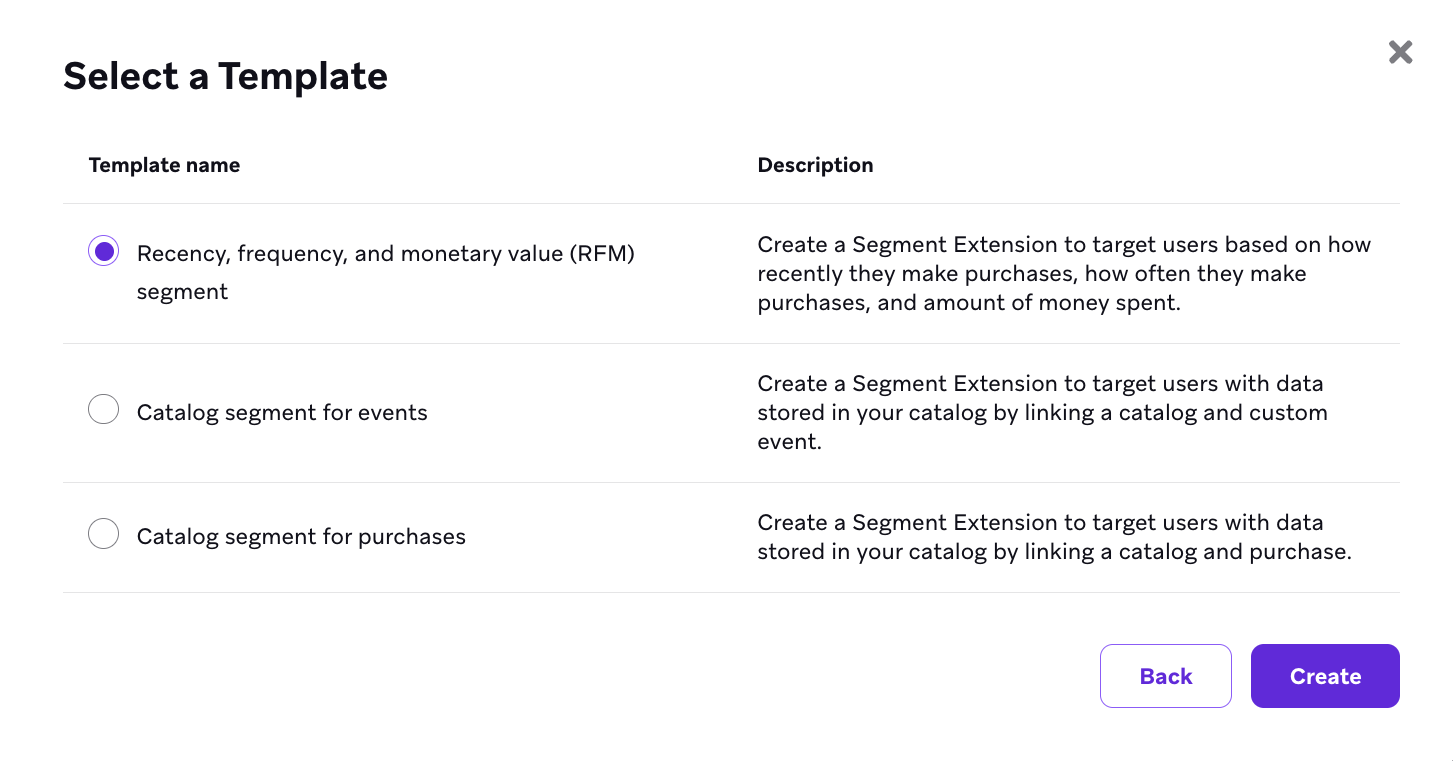 Select a Template
Template name
Description
Recency, frequency, and monetary value (RFM)
segment
Create a Segment Extension to target users based on how
recently they make purchases, how often they make
purchases, and amount of money spent.
Catalog segment for events
Create a Segment Extension to target users with data
stored in your catalog by linking a catalog and custom
event.
Catalog segment for purchases
Create a Segment Extension to target users with data
stored in your catalog by linking a catalog and purchase.
Back
Create